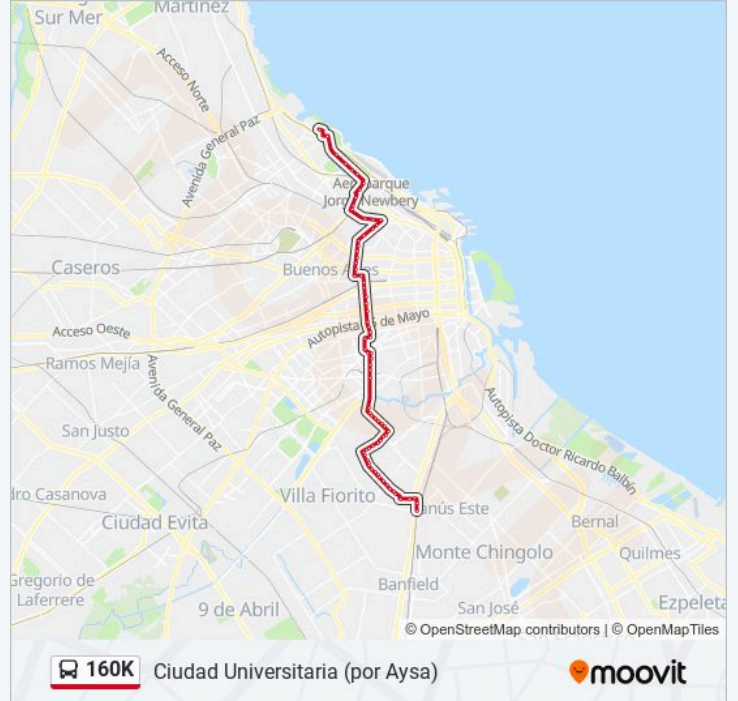 Martínez
Sur Mer
Acceso Norte
Avenida General Paz
Aeroparque
Jorge Newbery
Caseros
Buenos Aires
Acceso Oeste
Autopista 25 de Mayo
Ramos Mejía
Avenida General Paz
Autopista Doctor Ricardo Balbín
San Justo
dro Casanova
Villa Fiorito
Lanús Este
Ciudad Evita
Bernal
Monte Chingolo
Quilmes
Gregorio de
Laferrere
Banfield
9 de Abril
San José
Ezpeleta
© OpenStreetMap contributors | © OpenMapTiles
160K Ciudad Universitaria (por Aysa)
moovit